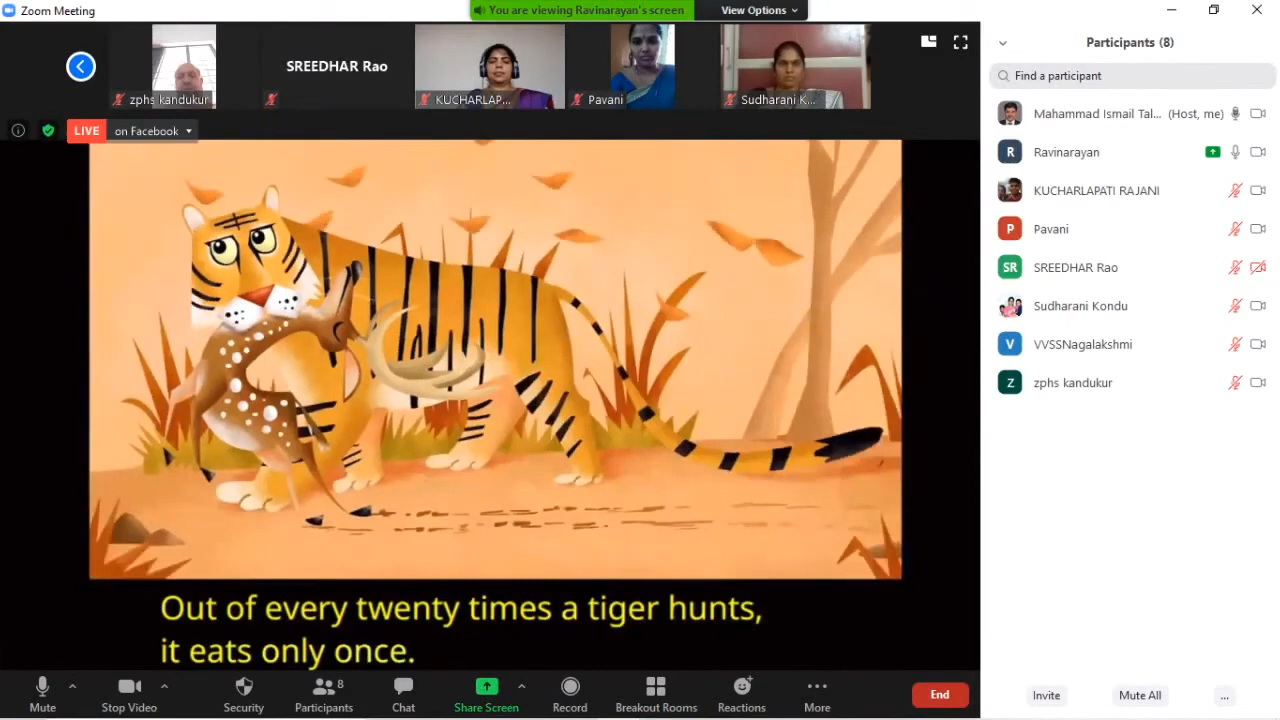 Zoom Meeting
You are viewing Ravinarayan's screen
View Options
zphs kandukur
SREEDHAR Rao
KUCHARLAP...
Pavani
Sudharani K...
LIVE
on Facebook
Out of every twenty times a tiger hunts,
it eats only once.
Mute
Stop Video
Security
8
Participants
Chat
Share Screen
Record
Breakout Rooms
Reactions
More
End
Participants (8)
Find a participant
Mahammad Ismail Tal... (Host, me)
R
Ravinarayan
KUCHARLAPATI RAJANI
P
Pavani
SR
SREEDHAR Rao
Sudharani Kondu
V
VVSSNagalakshmi
Z
zphs kandukur
Invite
Mute All
...